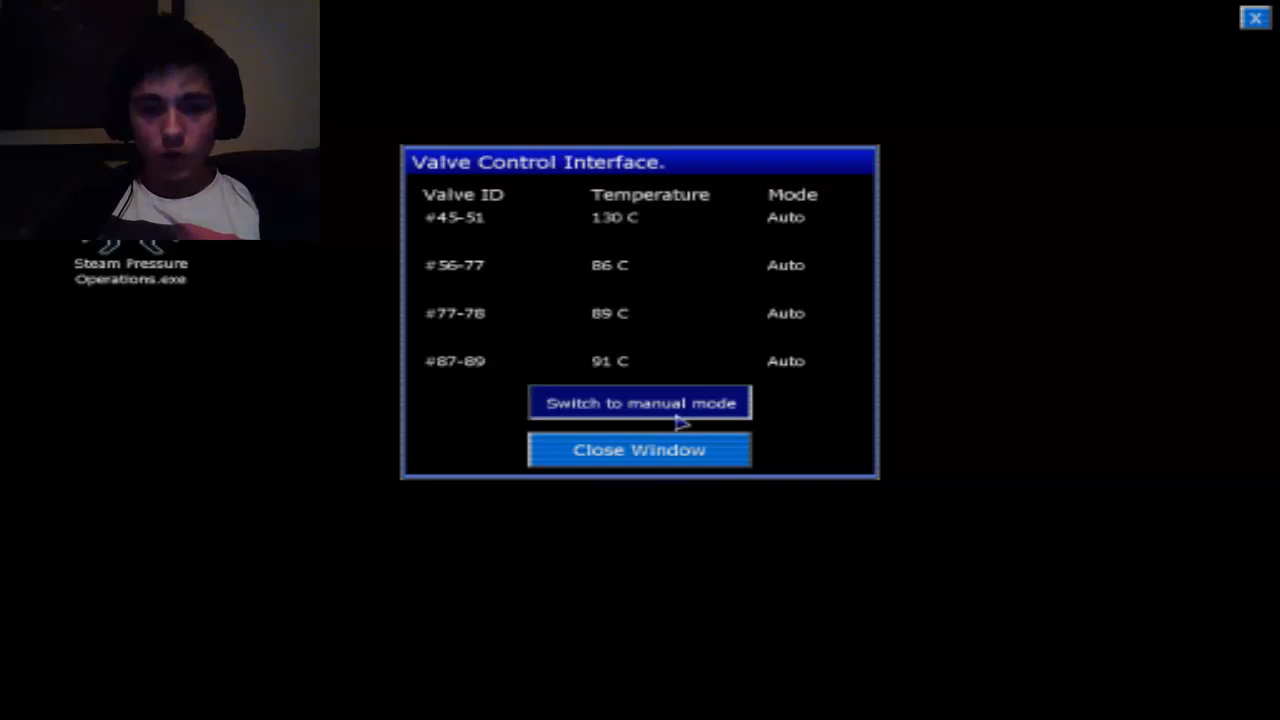 X
Valve Control Interface.
Valve ID Temperature Mode
#45-51 130 C Auto
#56-77 86 C Auto
#77-78 89 C Auto
#87-89 91 C Auto
Switch to manual mode
Close Window
Steam Pressure
Operations.exe